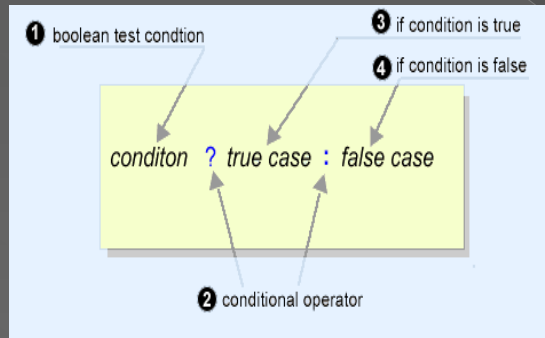 3 if condition is true
1 boolean test condtion
4 if condition is false
conditon ? true case : false case
2 conditional operator